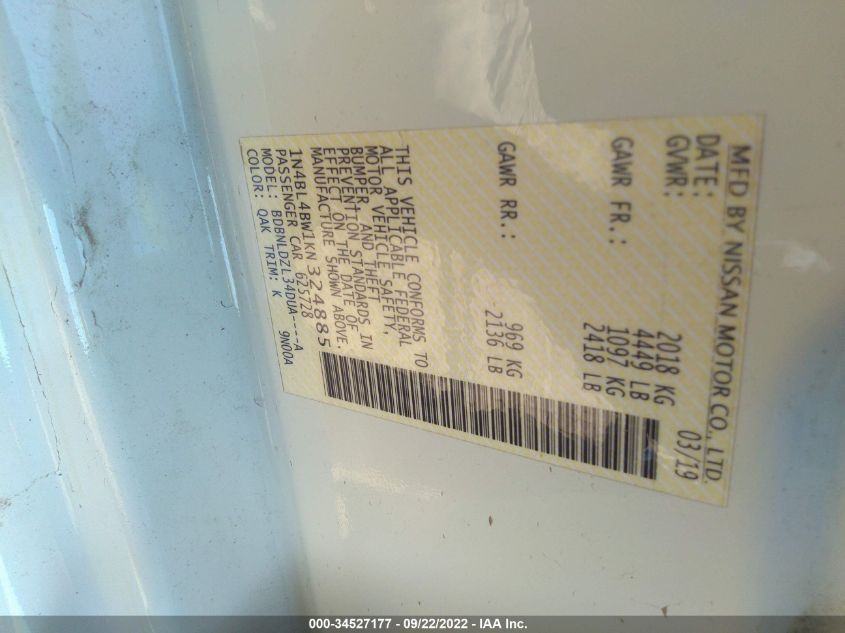 MFD BY NISSAN MOTOR CO., LTD.
DATE: 03/19
GVWR: 2018 KG
4449 LB
GAWR FR.: 1097 KG
2418 LB
GAWR RR.: 969 KG
2136 LB
THIS VEHICLE CONFORMS TO
ALL APPLICABLE FEDERAL
MOTOR VEHICLE SAFETY,
BUMPER, AND THEFT
PREVENTION STANDARDS IN
EFFECT ON THE DATE OF
MANUFACTURE SHOWN ABOVE.
1N4BL4BW1KN324885
PASSENGER CAR 625728
MODEL: BDBNLDZL34DUA----A
COLOR: QAK TRIM: K 9N00A
000-34527177 - 09/22/2022 - IAA Inc.